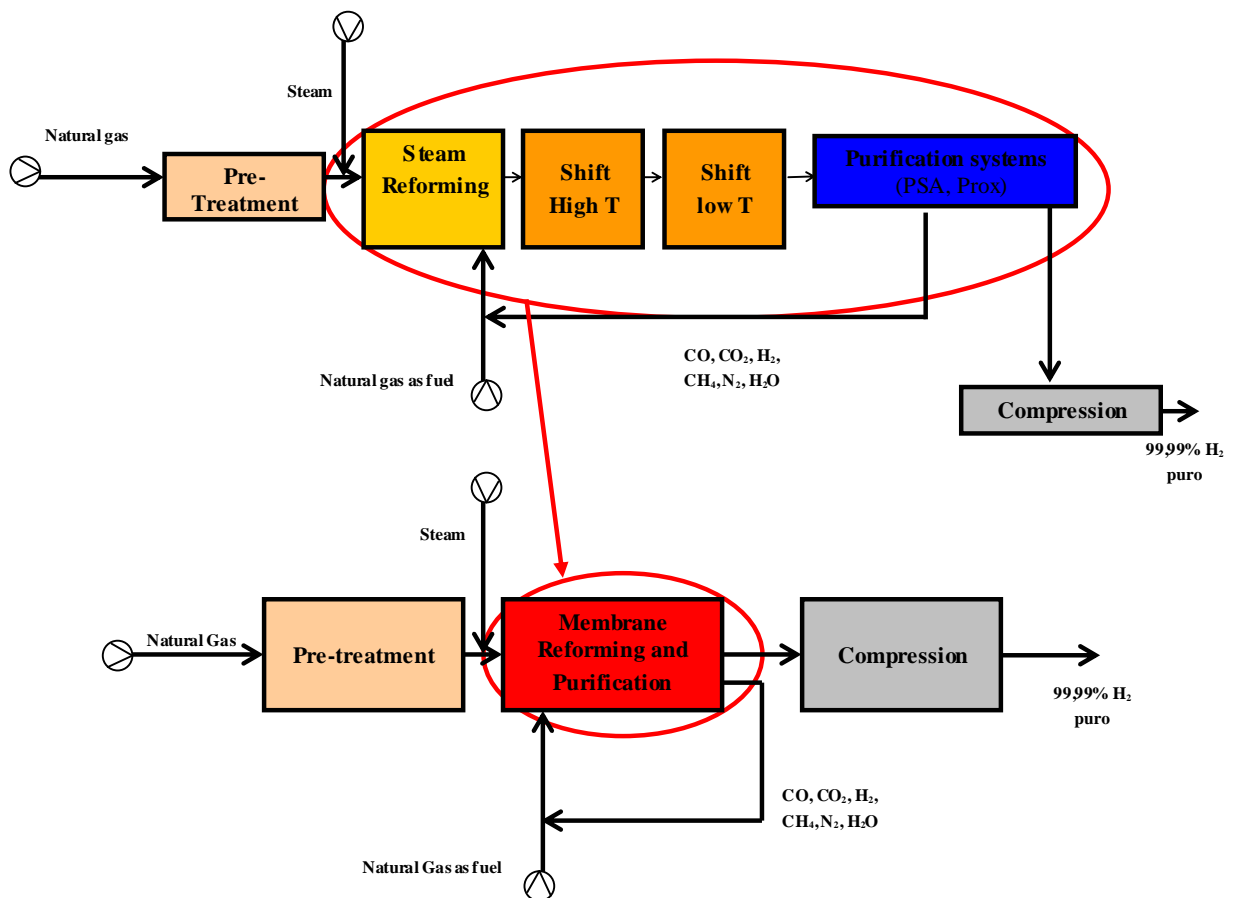 Steam
Natural gas
Pre-
Treatment
Steam
Reforming
Shift
High T
Shift
low T
Purification systems
(PSA, Prox)
CO, CO₂, H₂,
CH₄, N₂, H₂O
Natural gas as fuel
Compression
99,99% H₂
puro
Steam
Natural Gas
Pre-treatment
Membrane
Reforming and
Purification
Compression
99,99% H₂
puro
CO, CO₂, H₂,
CH₄, N₂, H₂O
Natural Gas as fuel